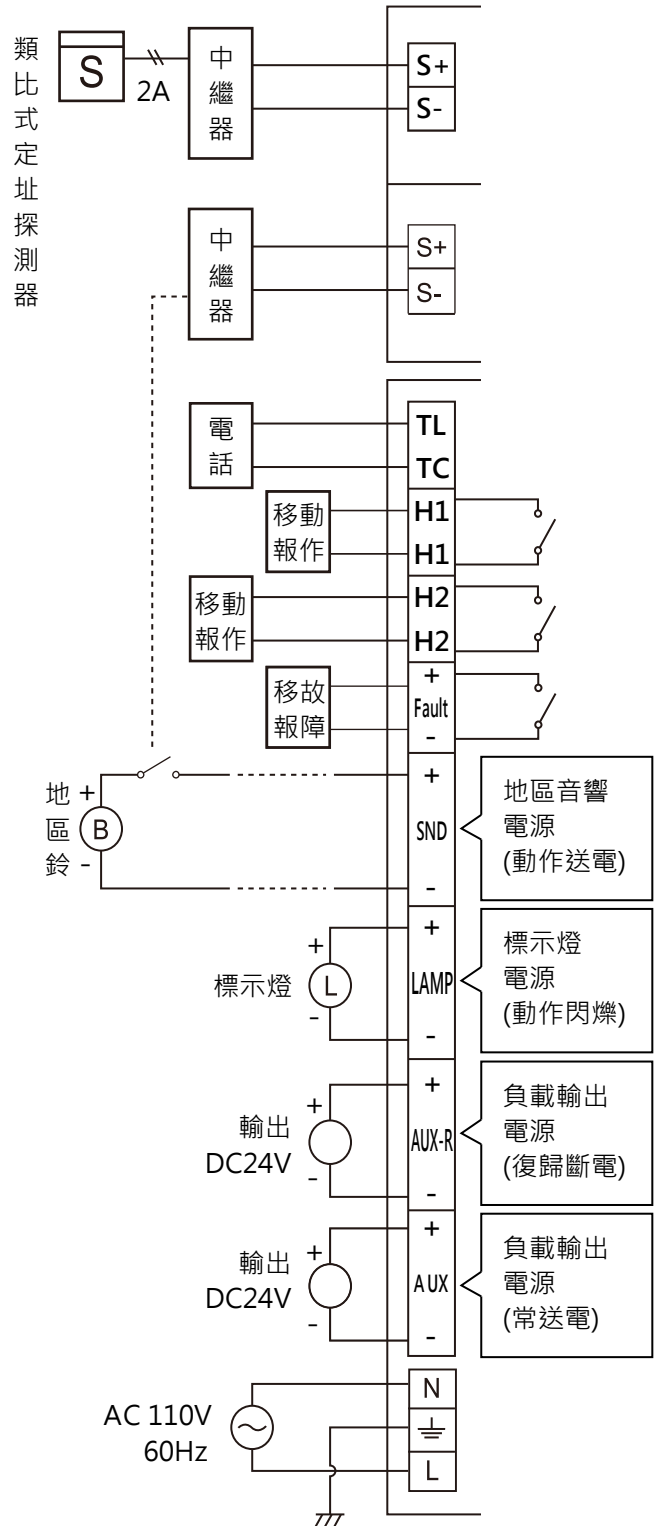 類比式定址探測器
S
2A
中繼器
S+
S-
中繼器
S+
S-
電話
TL
TC
移動
報作
H1
H1
移動
報作
H2
H2
移故
報障
+
Fault
-
地區鈴
+
B
-
+
SND
-
地區音響
電源
(動作送電)
標示燈
+
L
-
+
LAMP
-
標示燈
電源
(動作閃爍)
輸出
DC24V
+
-
+
AUX-R
-
負載輸出
電源
(復歸斷電)
輸出
DC24V
+
-
+
AUX
-
負載輸出
電源
(常送電)
AC 110V
60Hz
N
L